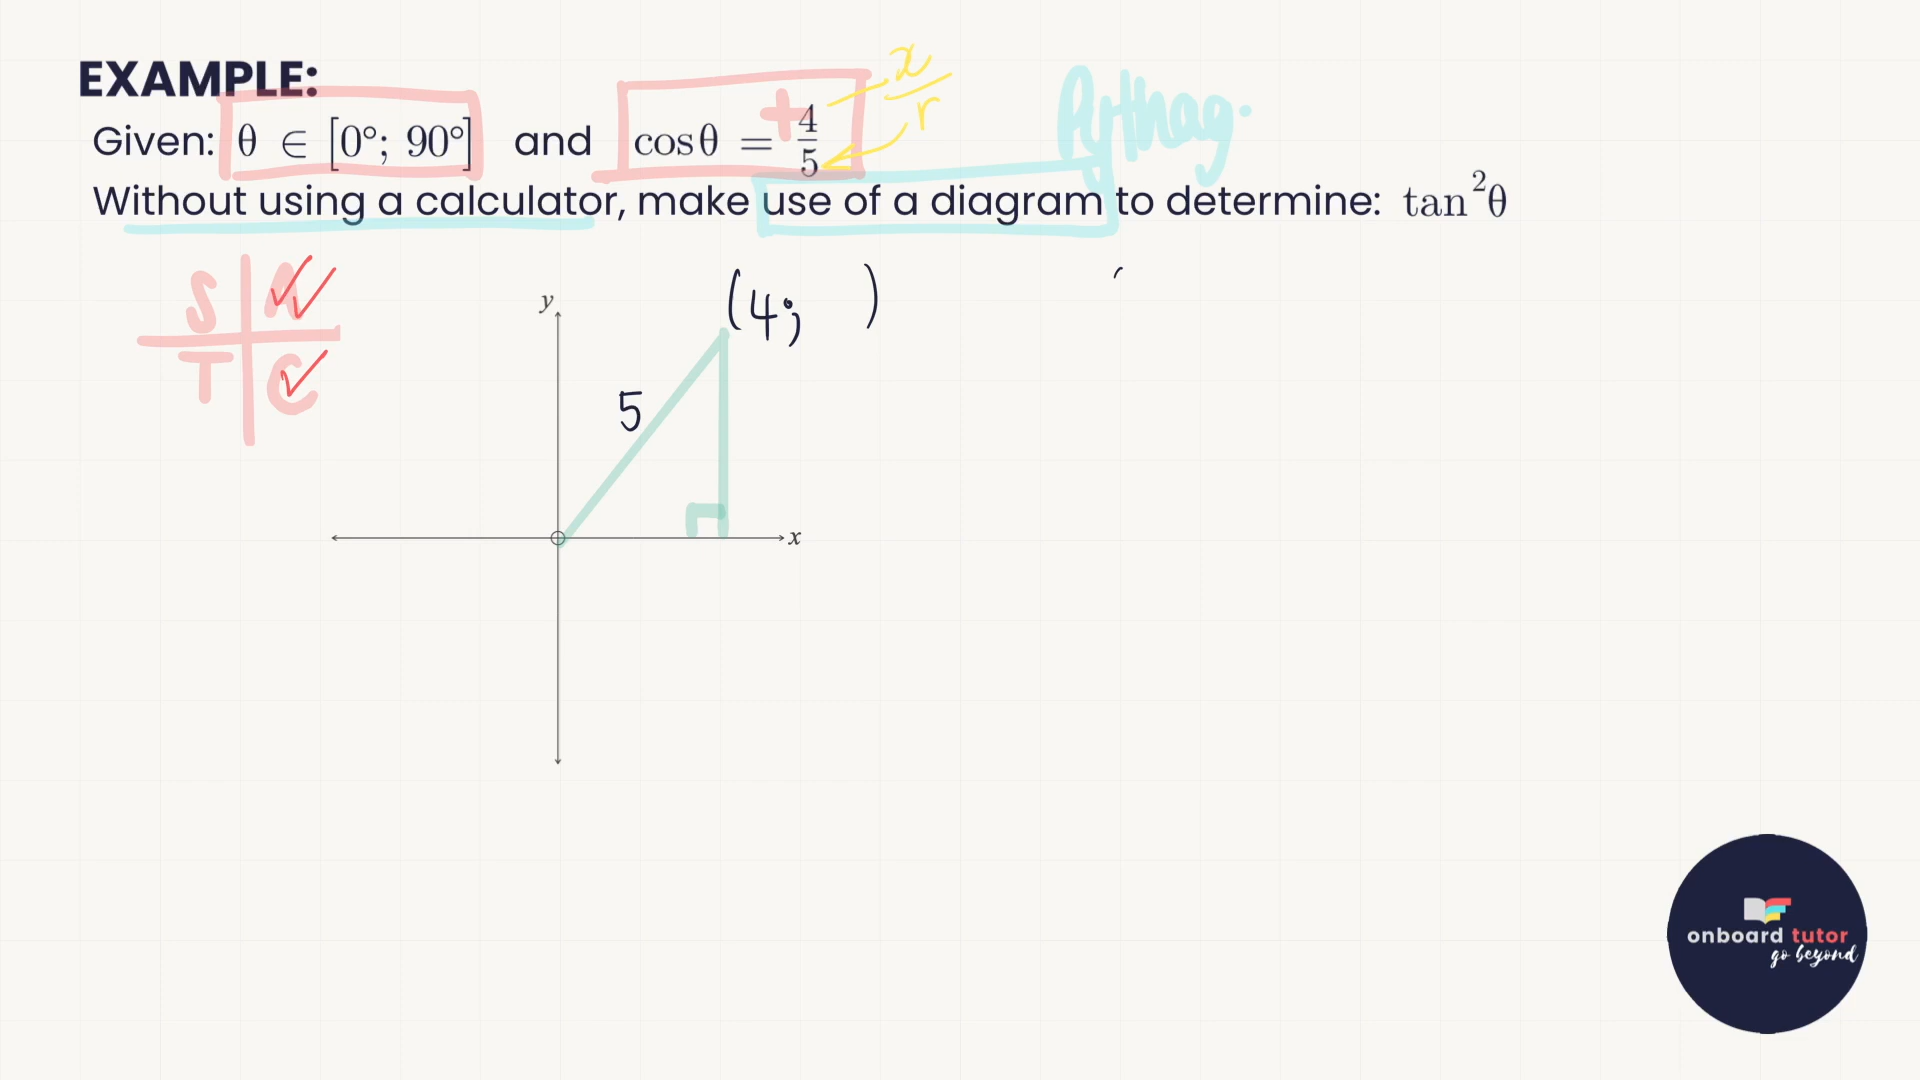 EXAMPLE:
x
r
Pythag.
Given: θ ∈ [0°; 90°] and cosθ = + 4/5
Without using a calculator, make use of a diagram to determine: tan²θ
S A
T C
(4; )
y
5
x
onboard tutor
go beyond